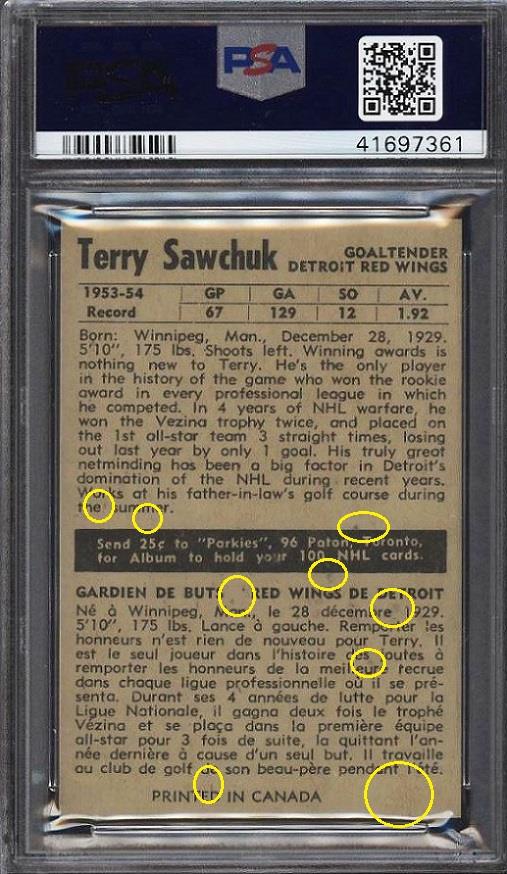 PSA
PSA
41697361
Terry Sawchuk
GOALTENDER
DETROIT RED WINGS
1953-54 GP GA SO AV.
Record 67 129 12 1.92
Born: Winnipeg, Man., December 28, 1929.
5'10", 175 lbs. Shoots left. Winning awards is
nothing new to Terry. He's the only player
in the history of the game who won the rookie
award in every professional league in which
he competed. In 4 years of NHL warfare, he
won the Vezina trophy twice, and placed on
the 1st all-star team 3 straight times, losing
out last year by only 1 goal. His truly great
netminding has been a big factor in Detroit's
domination of the NHL during recent years.
Works at his father-in-law's golf course during
the summer.
Send 25¢ to "Parkies", 96 Paton, Toronto,
for Album to hold your 100 NHL cards.
GARDIEN DE BUTS RED WINGS DE DETROIT
Né à Winnipeg, Man., le 28 décembre 1929.
5'10", 175 lbs. Lance à gauche. Remporter les
honneurs n'est rien de nouveau pour Terry. Il
est le seul joueur dans l'histoire des joutes à
remporter les honneurs de la meilleure recrue
dans chaque ligue professionnelle où il se pré-
senta. Durant ses 4 années de lutte pour la
Ligue Nationale, il gagna deux fois le trophé
Vézina et se plaça dans la première équipe
all-star pour 3 fois de suite, la quittant l'an-
née dernière à cause d'un seul but. Il travaille
au club de golf de son beau-père pendant l'été.
PRINTED IN CANADA